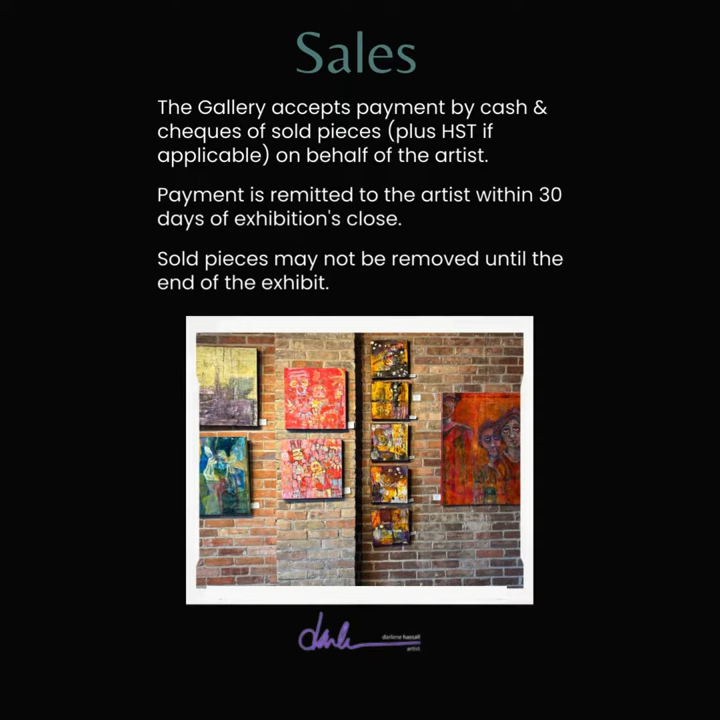 Sales
The Gallery accepts payment by cash &
cheques of sold pieces (plus HST if
applicable) on behalf of the artist.
Payment is remitted to the artist within 30
days of exhibition's close.
Sold pieces may not be removed until the
end of the exhibit.
darlene hassall
artist